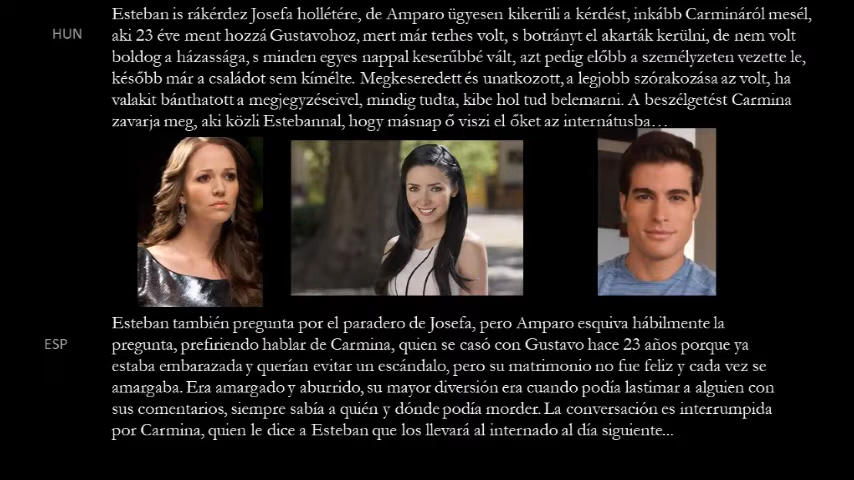 HUN
Esteban is rákérdez Josefa hollétére, de Amparo ügyesen kikerüli a kérdést, inkább Carmináról mesél,
aki 23 éve ment hozzá Gustavohoz, mert már terhes volt, s botrányt el akarták kerülni, de nem volt
boldog a házassága, s minden egyes nappal keserűbbé vált, azt pedig előbb a személyzeten vezette le,
később már a családot sem kímélte. Megkeseredett és unatkozott, a legjobb szórakozása az volt, ha
valakit bánthatott a megjegyzéseivel, mindig tudta, kibe hol tud belemarni. A beszélgetést Carmina
zavarja meg, aki közli Estebannal, hogy másnap ő viszi el őket az internátusba…
ESP
Esteban también pregunta por el paradero de Josefa, pero Amparo esquiva hábilmente la
pregunta, prefiriendo hablar de Carmina, quien se casó con Gustavo hace 23 años porque ya
estaba embarazada y querían evitar un escándalo, pero su matrimonio no fue feliz y cada vez se
amargaba. Era amargado y aburrido, su mayor diversión era cuando podía lastimar a alguien con
sus comentarios, siempre sabía a quién y dónde podía morder. La conversación es interrumpida
por Carmina, quien le dice a Esteban que los llevará al internado al día siguiente...